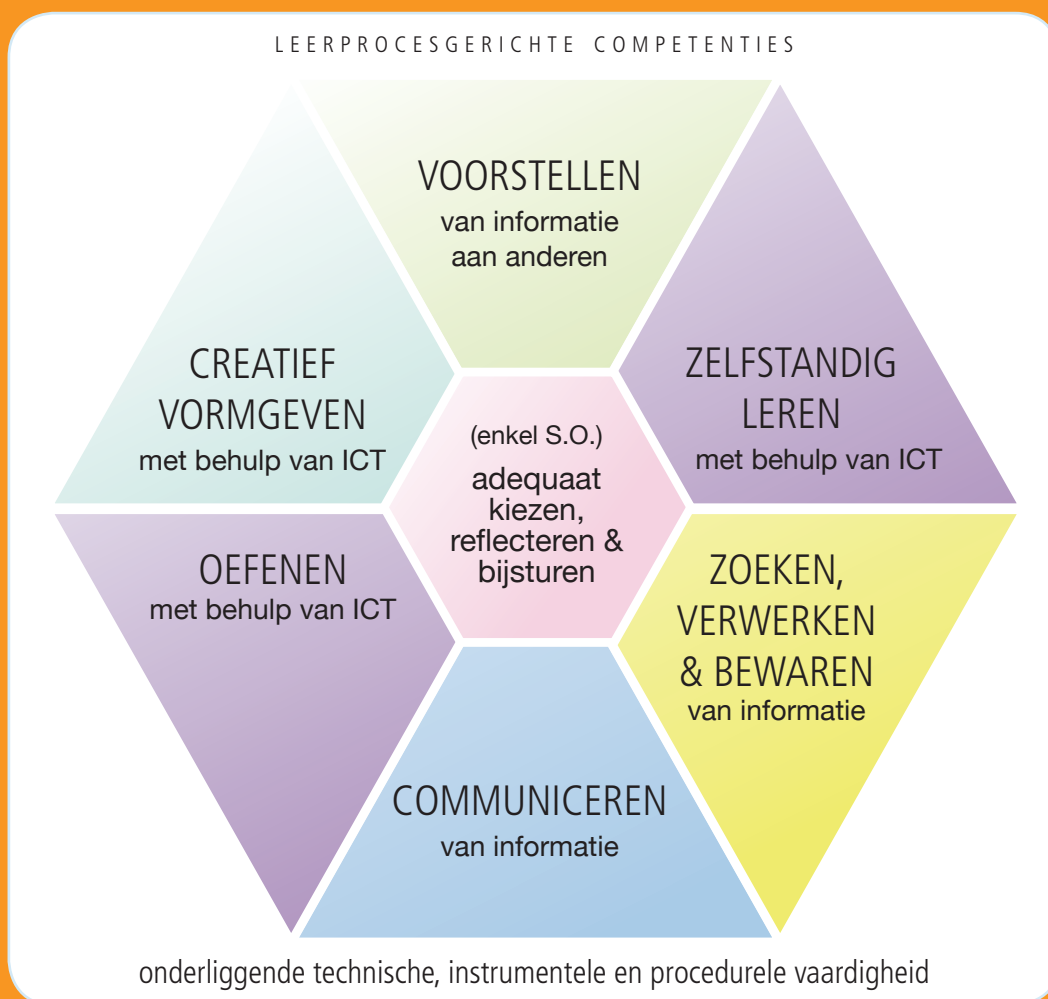 LEERPROCESGERICHTE COMPETENTIES
VOORSTELLEN
van informatie
aan anderen
CREATIEF
VORMGEVEN
met behulp van ICT
ZELFSTANDIG
LEREN
met behulp van ICT
(enkel S.O.)
adequaat
kiezen,
reflecteren &
bijsturen
OEFENEN
met behulp van ICT
ZOEKEN,
VERWERKEN
& BEWAREN
van informatie
COMMUNICEREN
van informatie
onderliggende technische, instrumentele en procedurele vaardigheid